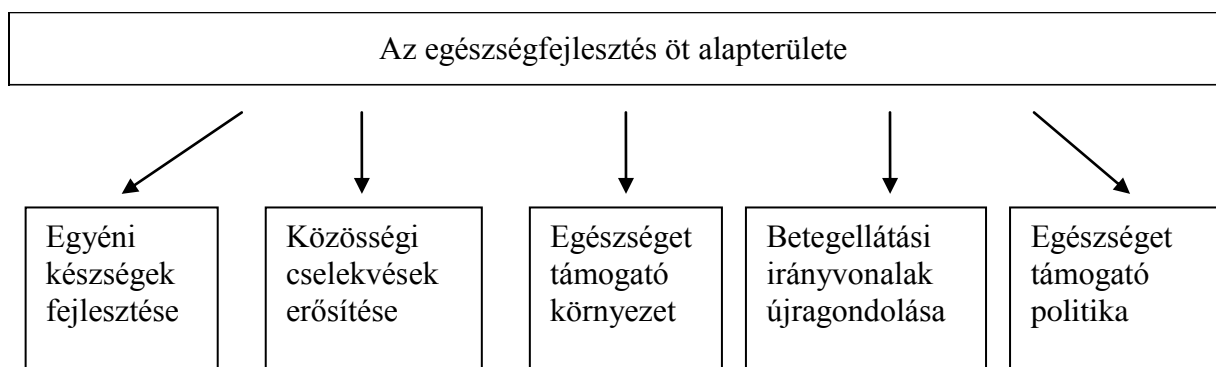 Az egészségfejlesztés öt alapterülete
Egyéni
készségek
fejlesztése
Közösségi
cselekvések
erősítése
Egészséget
támogató
környezet
Betegellátási
irányvonalak
újragondolása
Egészséget
támogató
politika